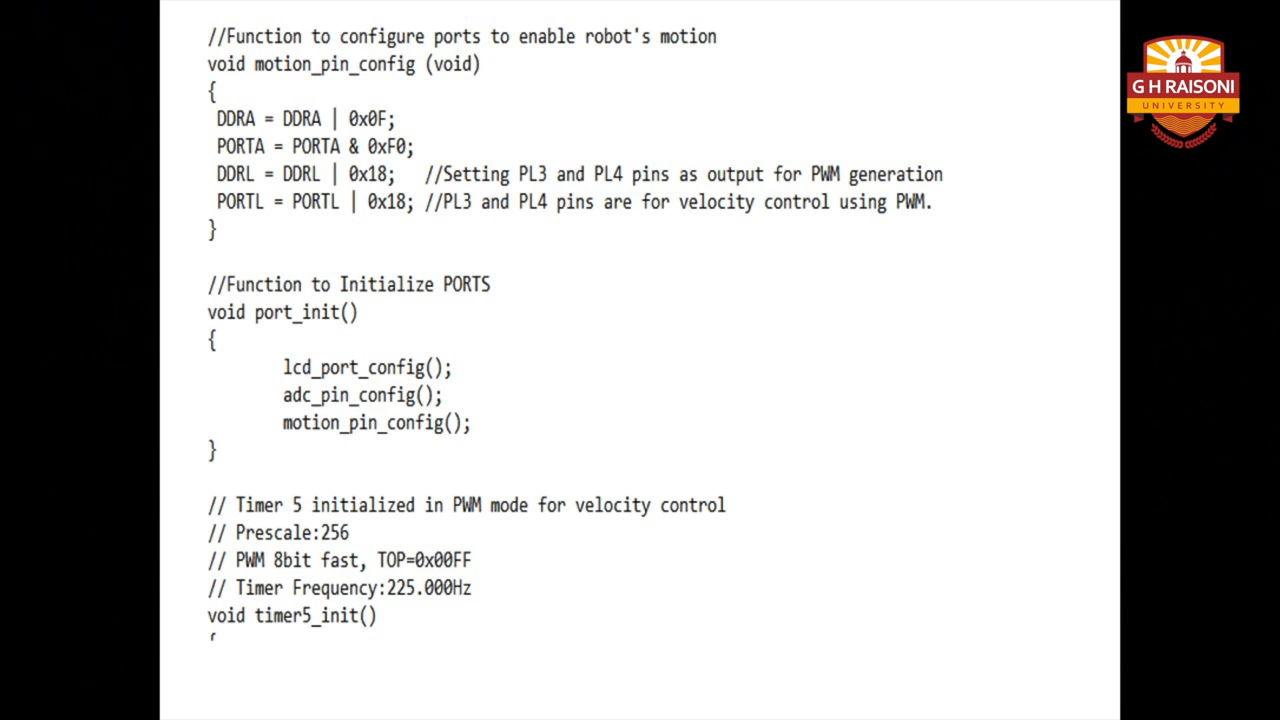 //Function to configure ports to enable robot's motion
void motion_pin_config (void)
{
DDRA = DDRA | 0x0F;
PORTA = PORTA & 0xF0;
DDRL = DDRL | 0x18; //Setting PL3 and PL4 pins as output for PWM generation
PORTL = PORTL | 0x18; //PL3 and PL4 pins are for velocity control using PWM.
}
//Function to Initialize PORTS
void port_init()
{
lcd_port_config();
adc_pin_config();
motion_pin_config();
}
// Timer 5 initialized in PWM mode for velocity control
// Prescale:256
// PWM 8bit fast, TOP=0x00FF
// Timer Frequency:225.000Hz
void timer5_init()
{
G H RAISONI
UNIVERSITY